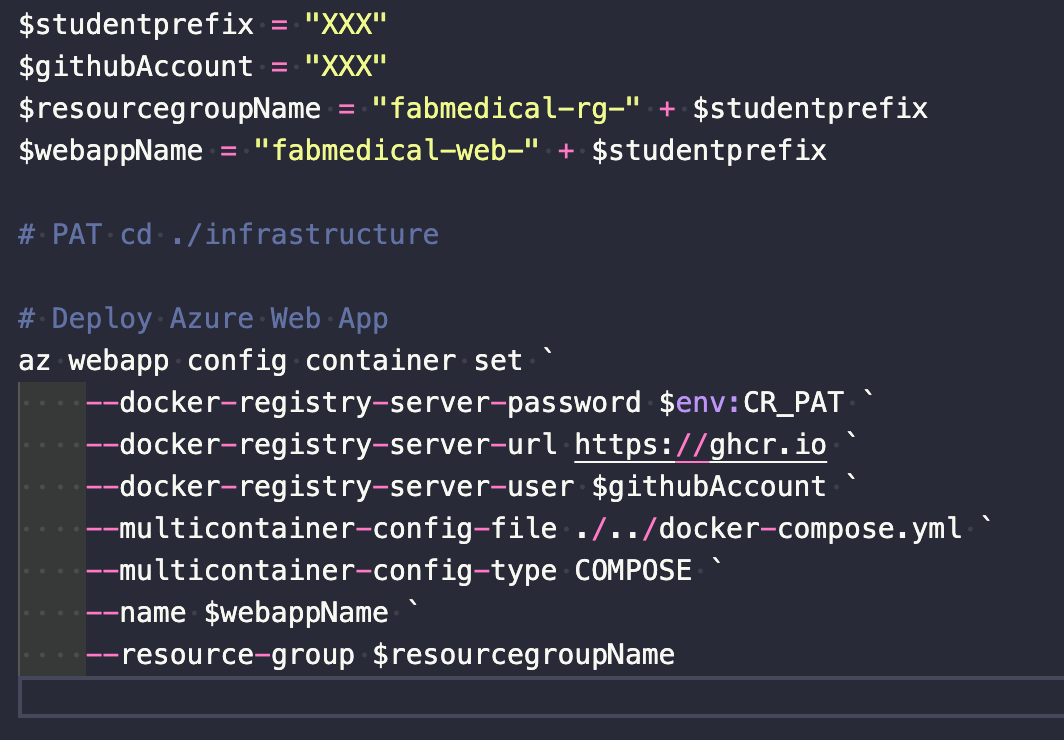 $studentprefix = "XXX"
$githubAccount = "XXX"
$resourcegroupName = "fabmedical-rg-" + $studentprefix
$webappName = "fabmedical-web-" + $studentprefix
# PAT cd ./infrastructure
# Deploy Azure Web App
az webapp config container set `
    --docker-registry-server-password $env:CR_PAT `
    --docker-registry-server-url https://ghcr.io `
    --docker-registry-server-user $githubAccount `
    --multicontainer-config-file ./../docker-compose.yml `
    --multicontainer-config-type COMPOSE `
    --name $webappName `
    --resource-group $resourcegroupName